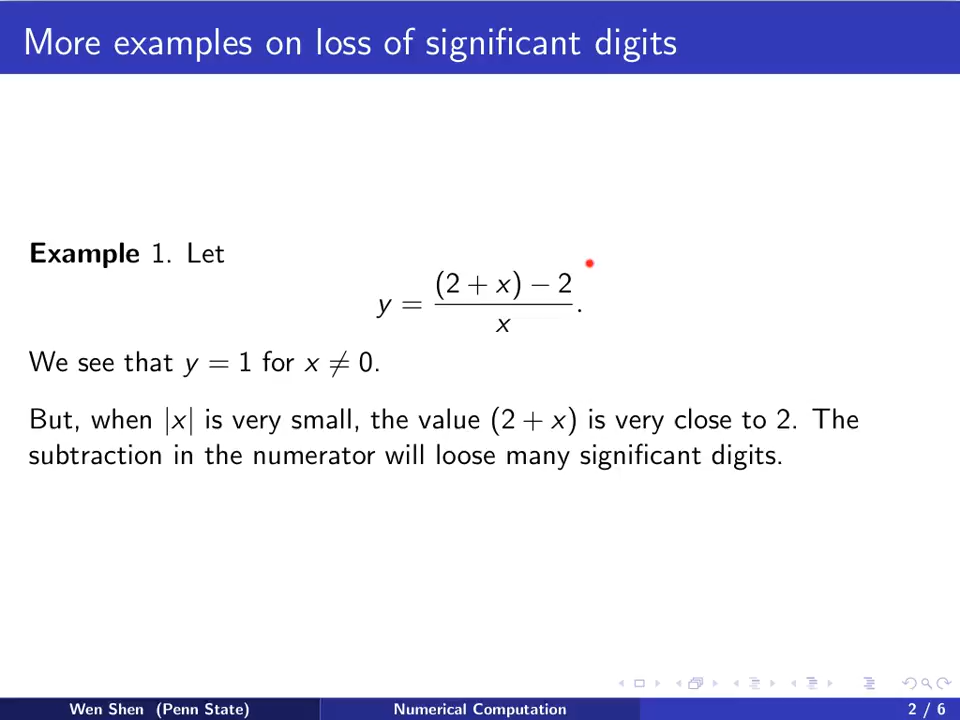 More examples on loss of significant digits
Example 1. Let
y = \frac{(2 + x) − 2}{x}.
We see that y = 1 for x ≠ 0.
But, when |x| is very small, the value (2 + x) is very close to 2. The
subtraction in the numerator will loose many significant digits.
Wen Shen (Penn State)
Numerical Computation
2 / 6